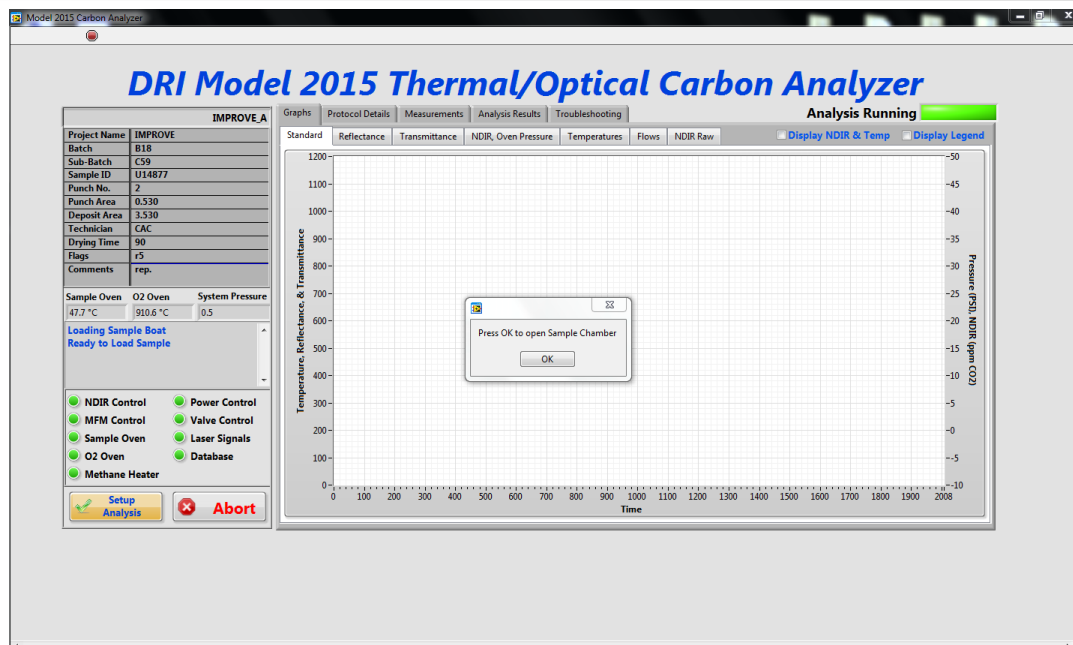 Model 2015 Carbon Analyzer
DRI Model 2015 Thermal/Optical Carbon Analyzer
IMPROVE_A
Project Name IMPROVE
Batch B18
Sub-Batch C59
Sample ID U14877
Punch No. 2
Punch Area 0.530
Deposit Area 3.530
Technician CAC
Drying Time 90
Flags r5
Comments rep.
Sample Oven O2 Oven System Pressure
47.7 °C 910.6 °C 0.5
Loading Sample Boat
Ready to Load Sample
NDIR Control Power Control
MFM Control Valve Control
Sample Oven Laser Signals
O2 Oven Database
Methane Heater
Setup
Analysis
Abort
Graphs Protocol Details Measurements Analysis Results Troubleshooting
Analysis Running
Standard Reflectance Transmittance NDIR, Oven Pressure Temperatures Flows NDIR Raw
Display NDIR & Temp Display Legend
Temperature, Reflectance, & Transmittance
1200
1100
1000
900
800
700
600
500
400
300
200
100
0
Press OK to open Sample Chamber
OK
50
45
40
35
30
25
20
15
10
5
0
-5
-10
Pressure (PSI), NDIR (ppm CO2)
0 100 200 300 400 500 600 700 800 900 1000 1100 1200 1300 1400 1500 1600 1700 1800 1900 2008
Time